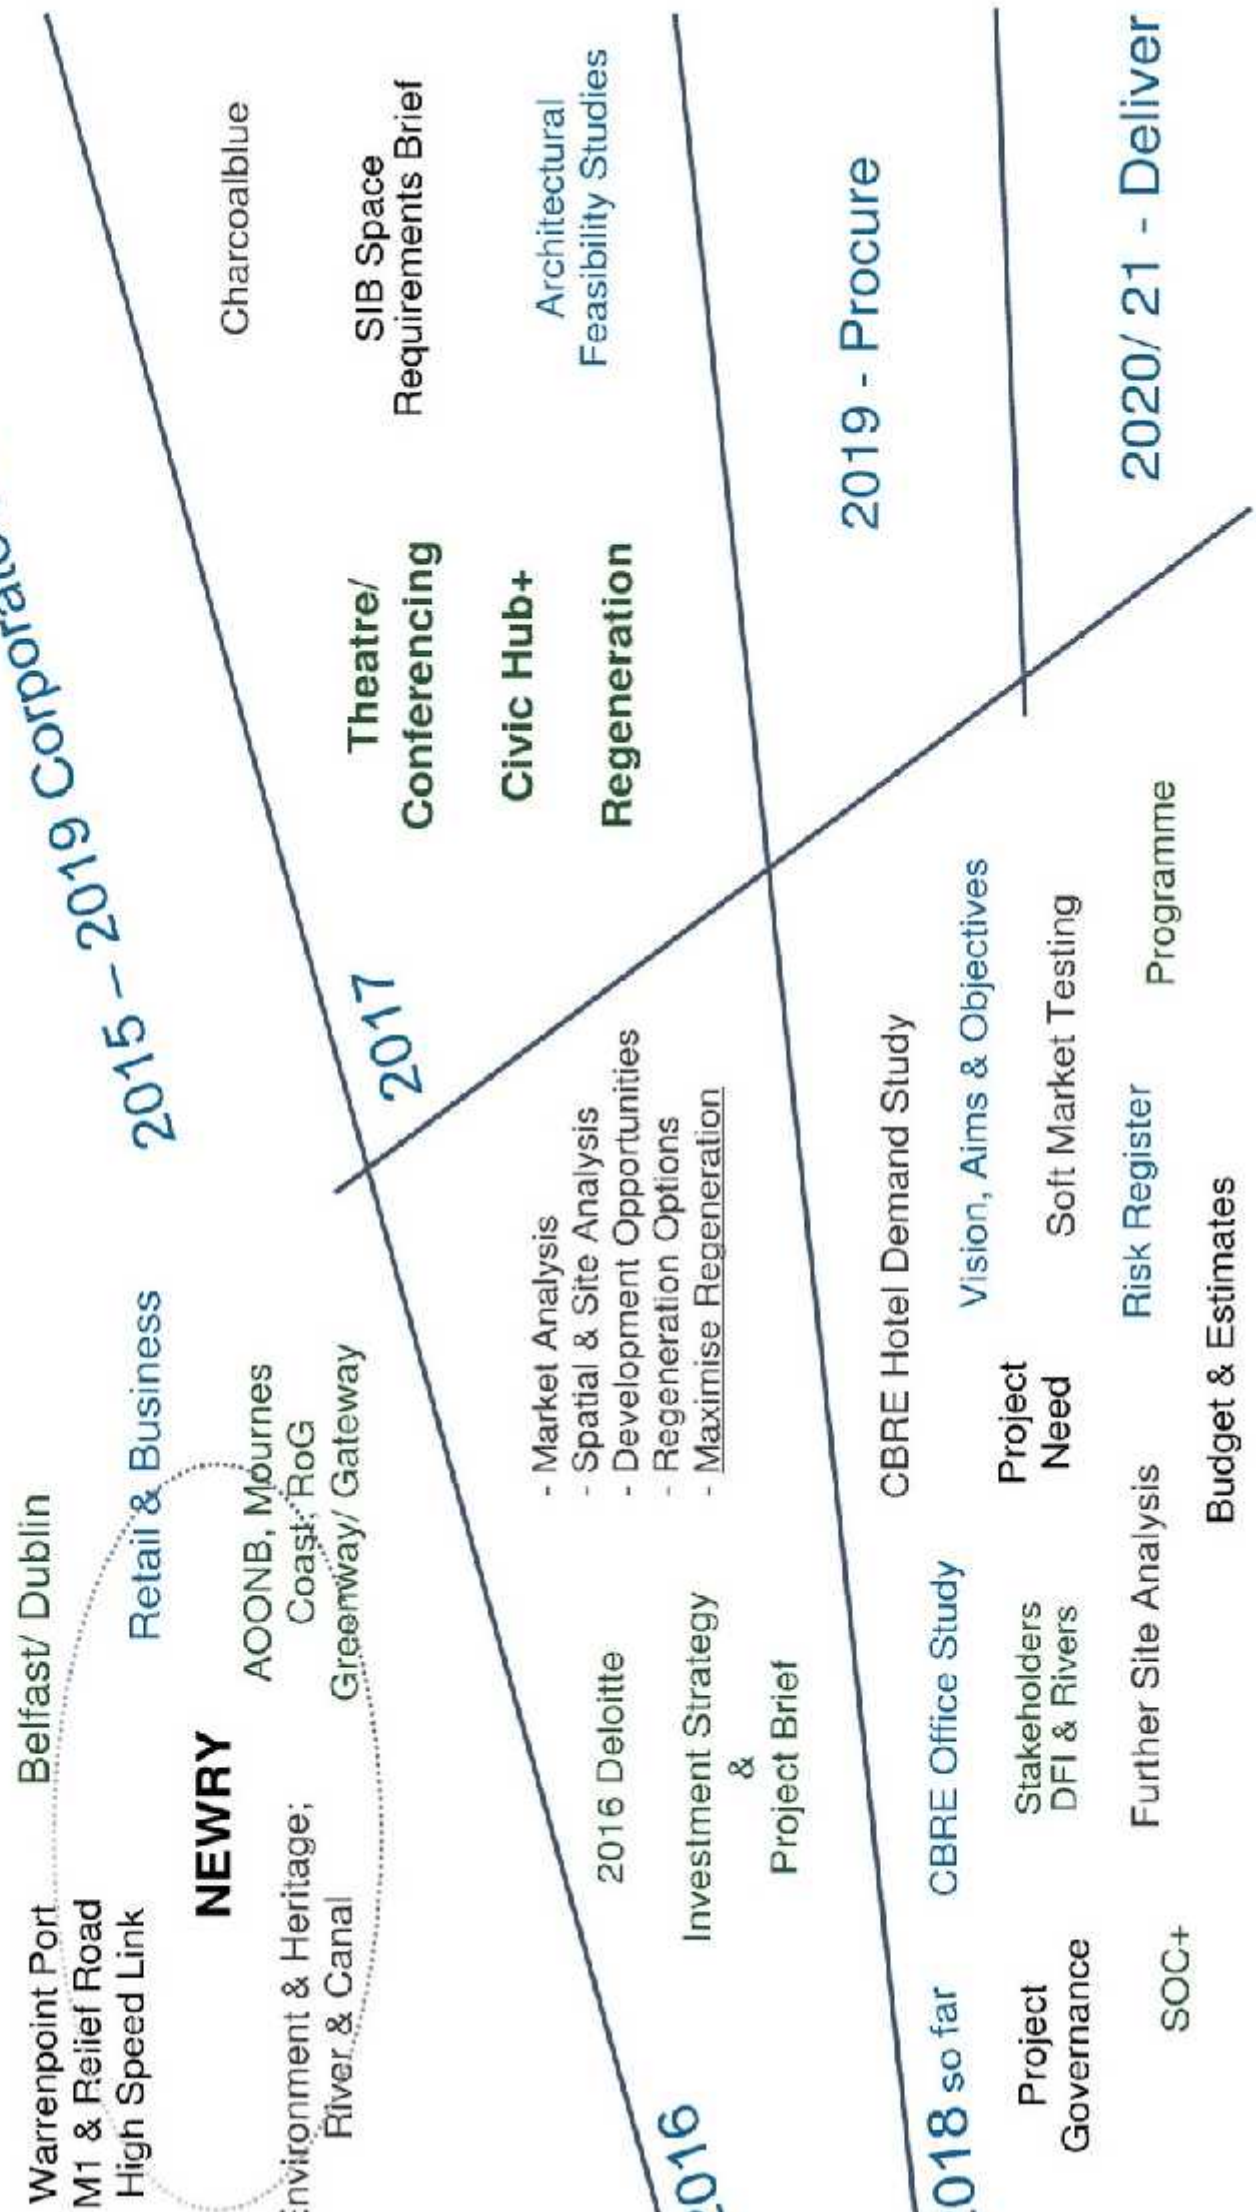 Belfast/ Dublin
Warrenpoint Port
M1 & Relief Road
High Speed Link
Retail & Business
NEWRY
AOONB, Mournes
Coast; RoG
Greenway/ Gateway
Environment & Heritage;
River & Canal
2015 – 2019 Corporate
2016
2016 Deloitte
Investment Strategy
&
Project Brief
- Market Analysis
- Spatial & Site Analysis
- Development Opportunities
- Regeneration Options
- Maximise Regeneration
2017
Theatre/
Conferencing
Civic Hub+
Regeneration
Charcoalblue
SIB Space
Requirements Brief
Architectural
Feasibility Studies
018 so far
CBRE Office Study
CBRE Hotel Demand Study
Project
Governance
Stakeholders
DFI & Rivers
Project
Need
Vision, Aims & Objectives
Soft Market Testing
SOC+
Further Site Analysis
Risk Register
Programme
Budget & Estimates
2019 - Procure
2020/ 21 - Deliver